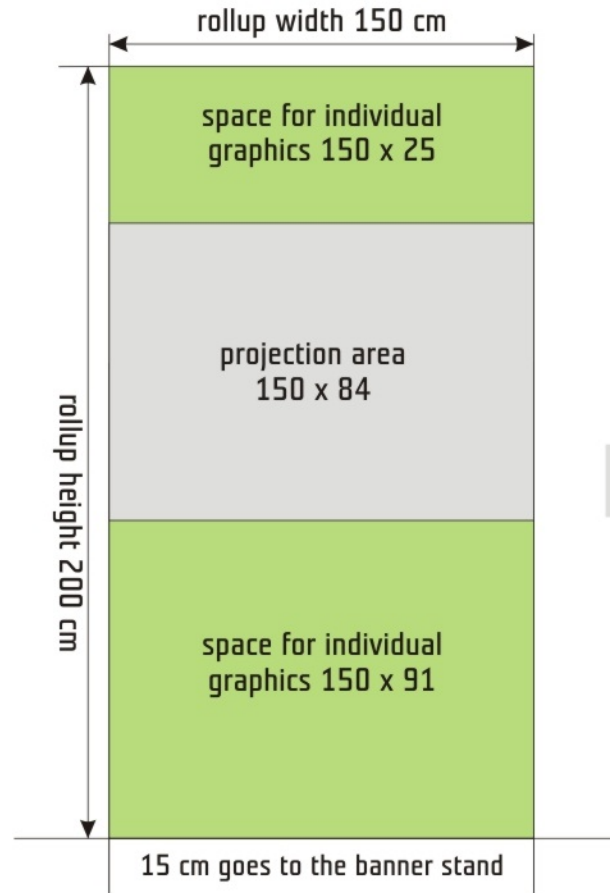 rollup width 150 cm
space for individual
graphics 150 x 25
projection area
150 x 84
rollup height 200 cm
space for individual
graphics 150 x 91
15 cm goes to the banner stand